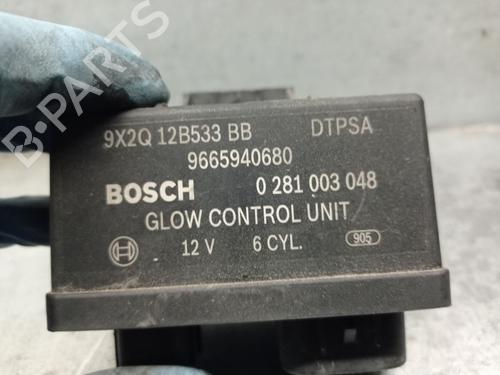 9X2Q 12B533 BB DTPSA
9665940680
BOSCH 0 281 003 048
GLOW CONTROL UNIT
12 V 6 CYL. 905
B-PARTS